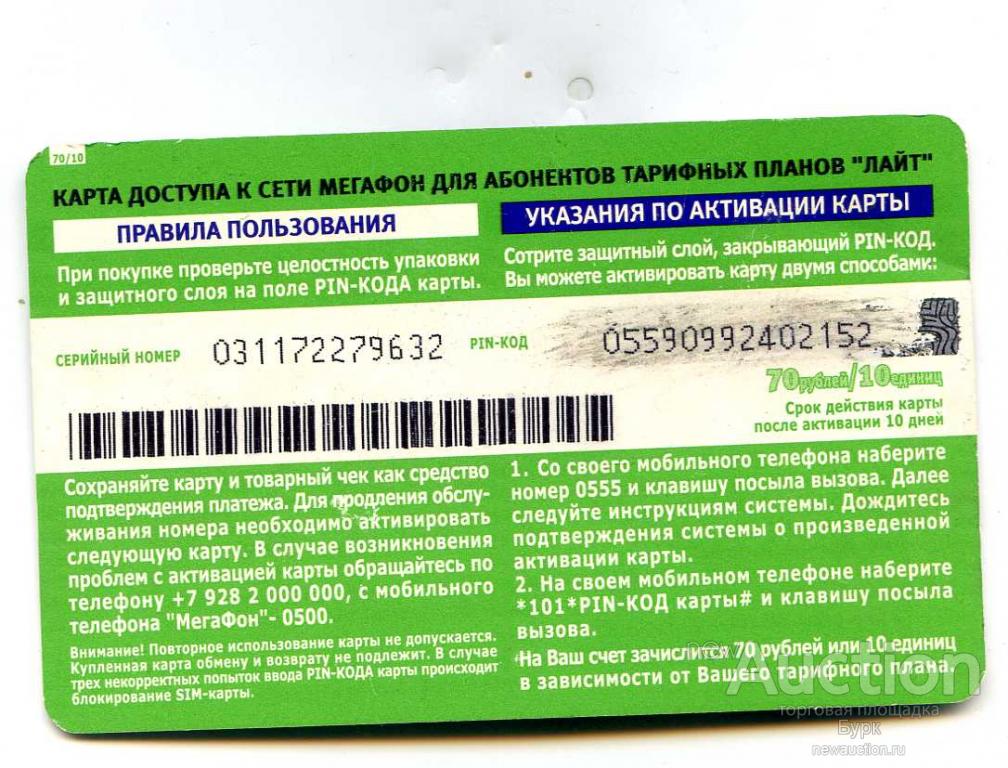 70/10
КАРТА ДОСТУПА К СЕТИ МЕГАФОН ДЛЯ АБОНЕНТОВ ТАРИФНЫХ ПЛАНОВ "ЛАЙТ"
ПРАВИЛА ПОЛЬЗОВАНИЯ
При покупке проверьте целостность упаковки
и защитного слоя на поле PIN-КОДА карты.
УКАЗАНИЯ ПО АКТИВАЦИИ КАРТЫ
Сотрите защитный слой, закрывающий PIN-КОД.
Вы можете активировать карту двумя способами:
СЕРИЙНЫЙ НОМЕР 031172279632 PIN-КОД 05590992402152
70рублей/10единиц
Срок действия карты
после активации 10 дней
Сохраняйте карту и товарный чек как средство
подтверждения платежа. Для продления обслу-
живания номера необходимо активировать
следующую карту. В случае возникновения
проблем с активацией карты обращайтесь по
телефону +7 928 2 000 000, с мобильного
телефона "МегаФон"- 0500.
Внимание! Повторное использование карты не допускается.
Купленная карта обмену и возврату не подлежит. В случае
трех некорректных попыток ввода PIN-КОДА карты происходит
блокирование SIM-карты.
1. Со своего мобильного телефона наберите
номер 0555 и клавишу посыла вызова. Далее
следуйте инструкциям системы. Дождитесь
подтверждения системы о произведенной
активации карты.
2. На своем мобильном телефоне наберите
*101*PIN-КОД карты# и клавишу посыла
вызова.
На Ваш счет зачислится 70 рублей или 10 единиц
в зависимости от Вашего тарифного плана.
new Auction
торговая площадка
Бурк
newauction.ru